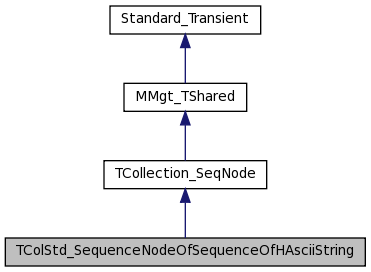 Standard_Transient
MMgt_TShared
TCollection_SeqNode
TColStd_SequenceNodeOfSequenceOfHAsciiString